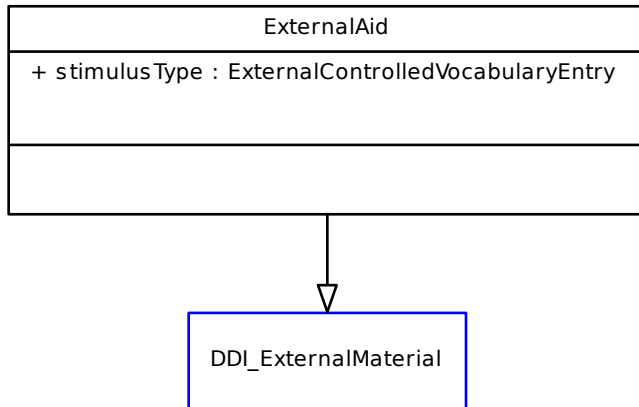 ExternalAid
+ stimulusType : ExternalControlledVocabularyEntry
DDI_ExternalMaterial